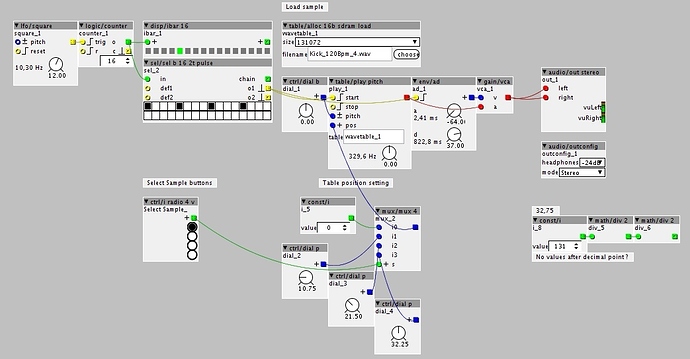 Load sample
lfo/square
square_1
pitch
reset
10,30 Hz
12.00
logic/counter
counter_1
trig o
r c
16
disp/ibar 16
ibar_1
sel/sel b 16 2t pulse
sel_2
in chain
def1 o1
def2 o2
table/alloc 16b sdram load
wavetable_1
size 131072
filename Kick_1208pm_4.wav choose
ctrl/dial b
dial_1
0.00
table/play pitch
play_1
start
stop
pitch
pos
table wavetable_1
329,6 Hz
0.00
env/ad
ad_1
a
2,41 ms
-64.0
d
822,8 ms
37.00
gain/vca
vca_1
v
a
audio/out stereo
out_1
left
right
vuLeft
vuRight
audio/outconfig
outconfig_1
headphones -24dB
mode Stereo
Select Sample buttons
Table position setting
ctrl/i radio 4 v
Select Sample_
const/i
i_5
value 0
mux/mux 4
mux_2
i0
i1
i2
i3
s
ctrl/dial p
dial_2
10.75
ctrl/dial p
dial_3
21.50
ctrl/dial p
dial_4
32.25
32,75
const/i
i_8
value 131
math/div 2
div_5
math/div 2
div_6
No values after decimal point ?